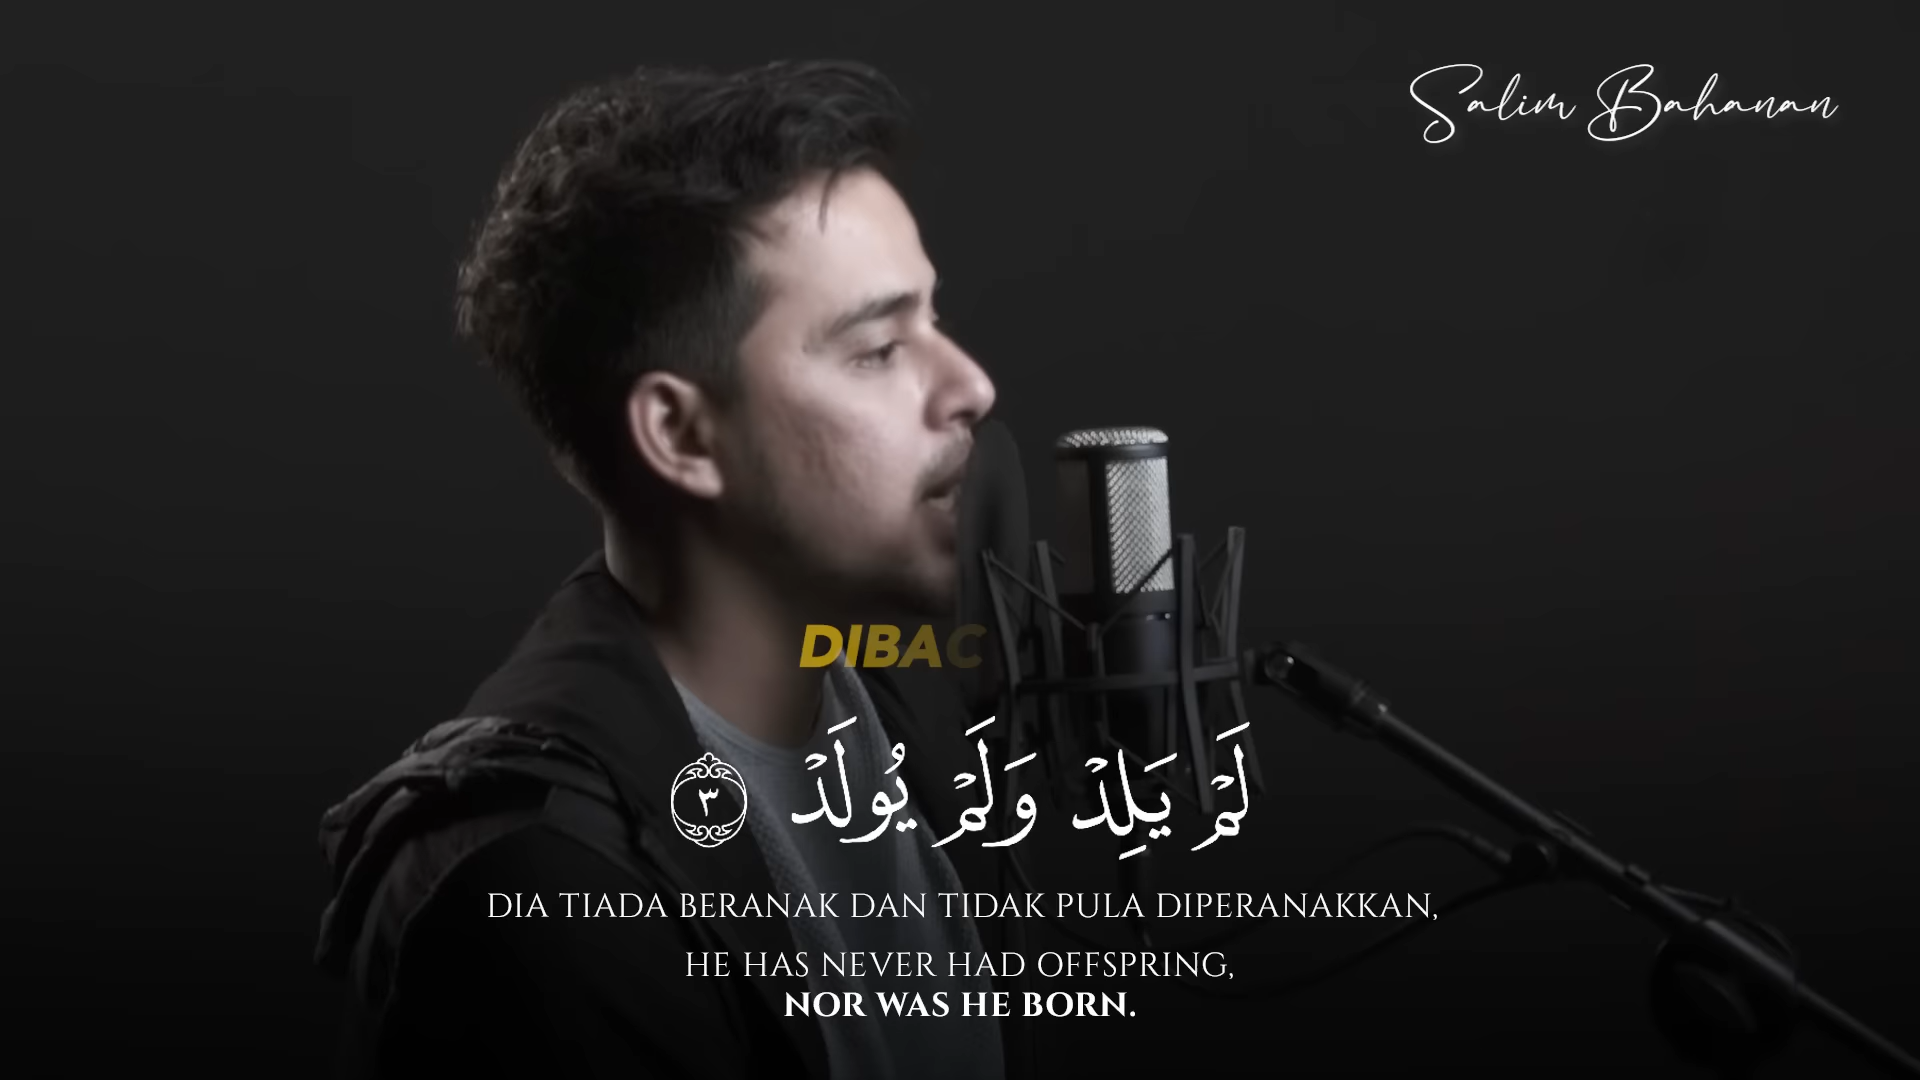 Salim Bahanan
DIBAC
لَمْ يَلِدْ وَلَمْ يُولَدْ ٣
DIA TIADA BERANAK DAN TIDAK PULA DIPERANAKKAN,
HE HAS NEVER HAD OFFSPRING,
NOR WAS HE BORN.